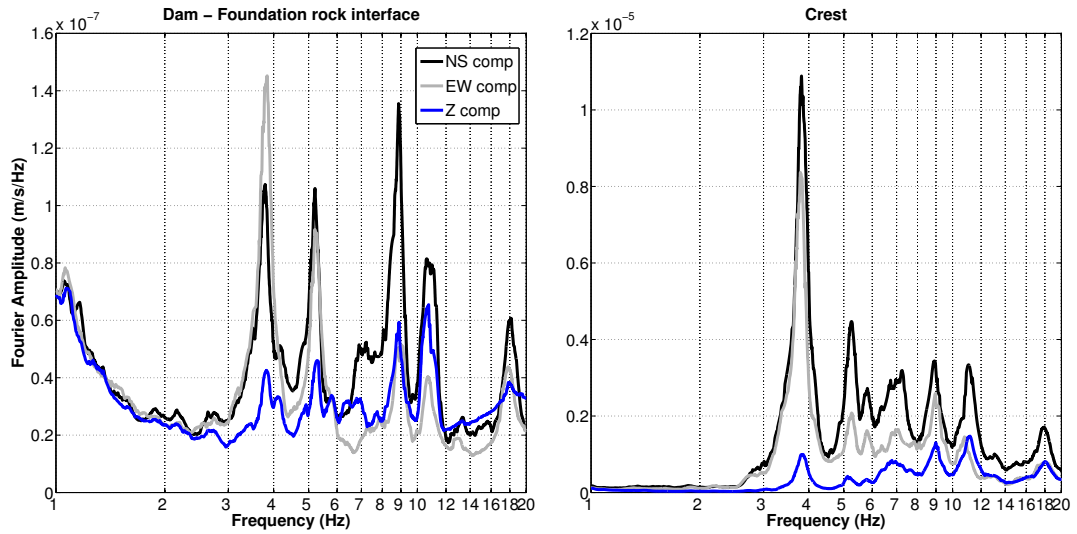 Dam – Foundation rock interface
x 10⁻⁷
1.6
1.4
1.2
1
0.8
0.6
0.4
0.2
0
Fourier Amplitude (m/s/Hz)
NS comp
EW comp
Z comp
1 2 3 4 5 6 7 8 9 10 12 14 16 18 20
Frequency (Hz)
Crest
x 10⁻⁵
1.2
1
0.8
0.6
0.4
0.2
0
1 2 3 4 5 6 7 8 9 10 12 14 16 18 20
Frequency (Hz)